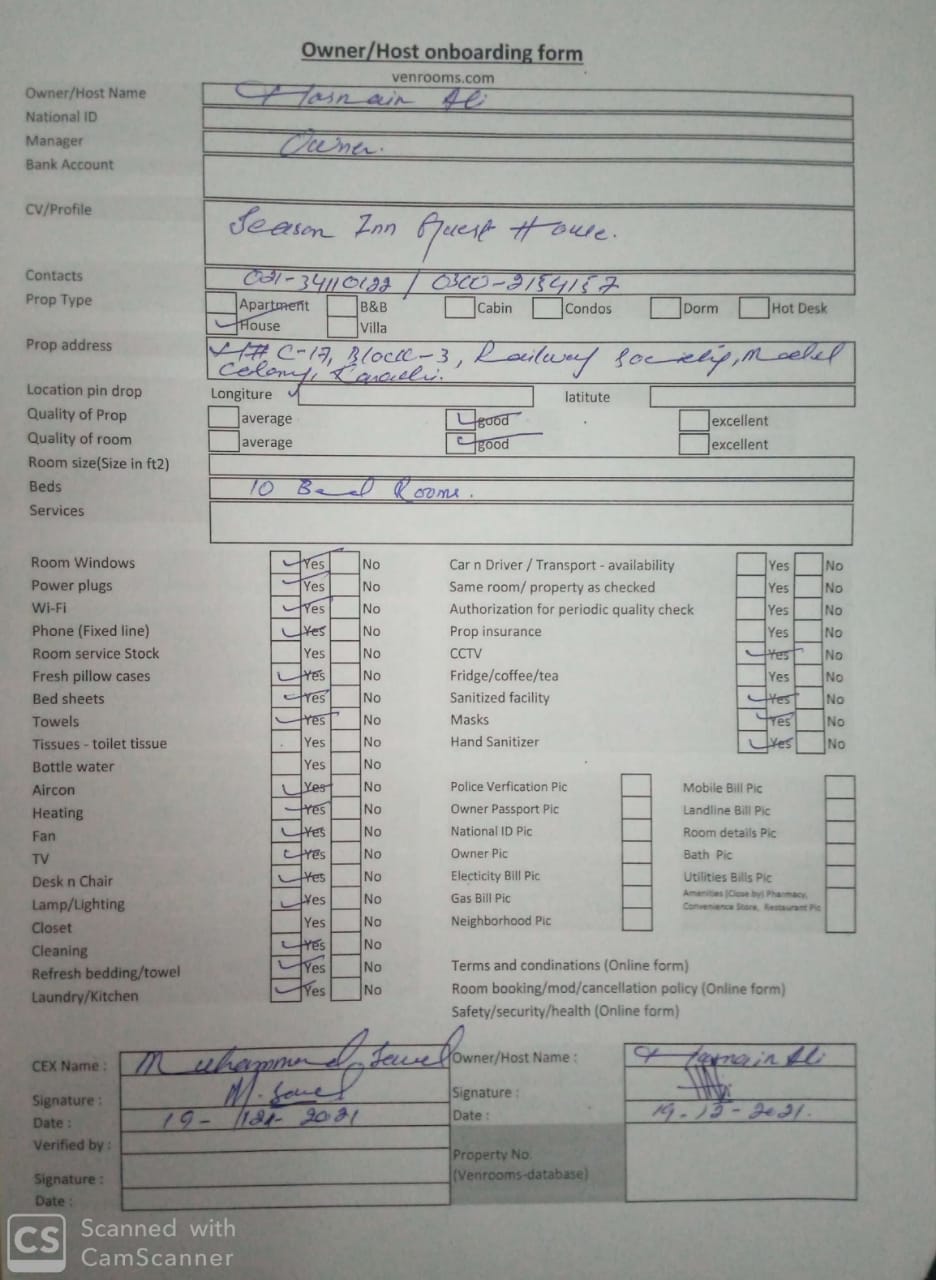 Owner/Host onboarding form
venrooms.com
Owner/Host Name Hasnain Ali
National ID
Manager Owner.
Bank Account
CV/Profile Season Inn Guest House.
Contacts 021-34110122 / 0300-2154157
Prop Type Apartment B&B Cabin Condos Dorm Hot Desk
House Villa
Prop address H# C-17, Block-3, Railway Society, Model
Colony, Karachi.
Location pin drop Longiture latitute
Quality of Prop average good excellent
Quality of room average good excellent
Room size(Size in ft2)
Beds 10 Bed Rooms.
Services
Room Windows Yes No Car n Driver / Transport - availability Yes No
Power plugs Yes No Same room/ property as checked Yes No
Wi-Fi Yes No Authorization for periodic quality check Yes No
Phone (Fixed line) Yes No Prop insurance Yes No
Room service Stock Yes No CCTV Yes No
Fresh pillow cases Yes No Fridge/coffee/tea Yes No
Bed sheets Yes No Sanitized facility Yes No
Towels Yes No Masks Yes No
Tissues - toilet tissue Yes No Hand Sanitizer Yes No
Bottle water Yes No
Aircon Yes No Police Verfication Pic Mobile Bill Pic
Heating Yes No Owner Passport Pic Landline Bill Pic
Fan Yes No National ID Pic Room details Pic
TV Yes No Owner Pic Bath Pic
Desk n Chair Yes No Electicity Bill Pic Utilities Bills Pic
Lamp/Lighting Yes No Gas Bill Pic Amenities (Close by) Pharmacy,
Convenience Store, Restaurant Pic
Closet Yes No Neighborhood Pic
Cleaning Yes No
Refresh bedding/towel Yes No Terms and condinations (Online form)
Laundry/Kitchen Yes No Room booking/mod/cancellation policy (Online form)
Safety/security/health (Online form)
CEX Name : Muhammad Owner/Host Name : Hasnain Ali
Signature : Signature :
Date : 19-12-2021 Date : 19-12-2021.
Verified by :
Signature : Property No.
(Venrooms-database)
Date :
CS Scanned with
CamScanner